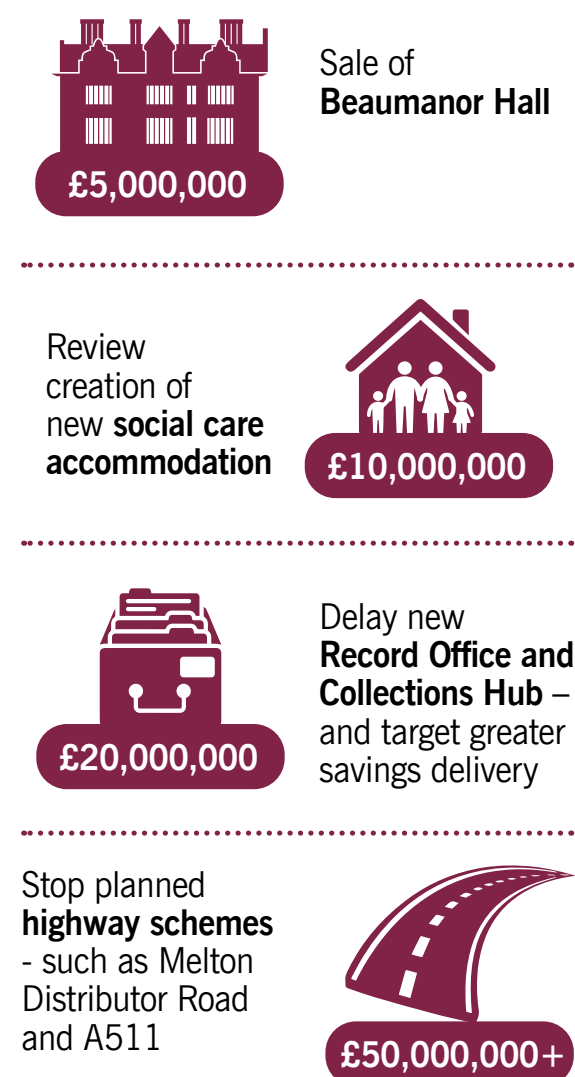 Sale of
Beaumanor Hall
£5,000,000
Review
creation of
new social care
accommodation
£10,000,000
Delay new
Record Office and
Collections Hub –
and target greater
savings delivery
£20,000,000
Stop planned
highway schemes
- such as Melton
Distributor Road
and A511
£50,000,000+